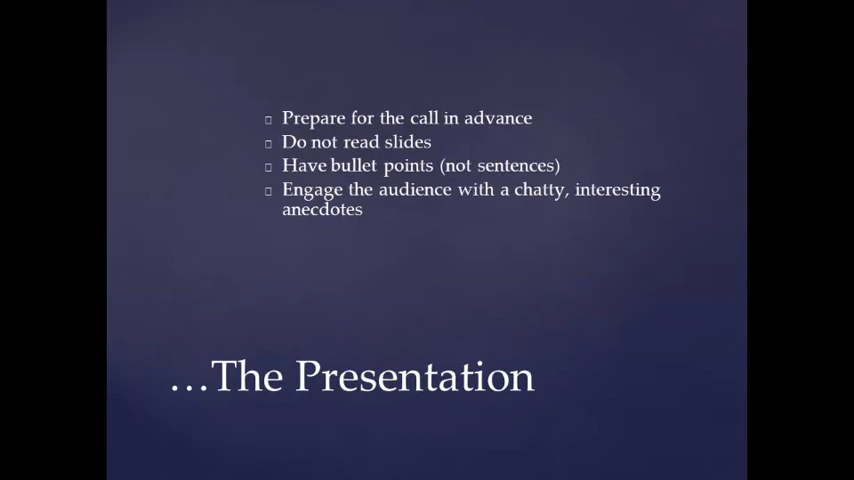 Prepare for the call in advance
Do not read slides
Have bullet points (not sentences)
Engage the audience with a chatty, interesting
anecdotes
…The Presentation